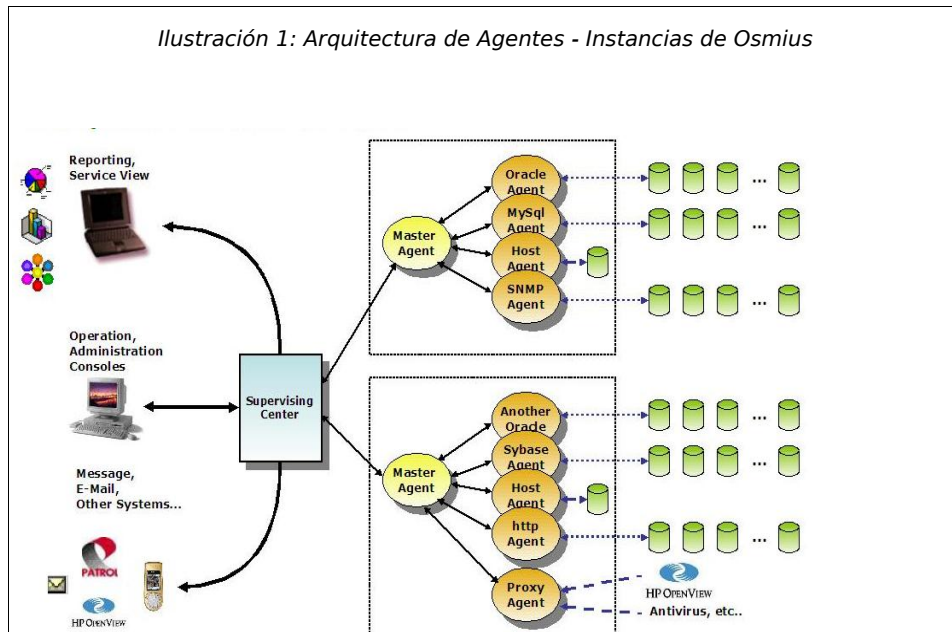 Ilustración 1: Arquitectura de Agentes - Instancias de Osmius
Reporting,
Service View
Operation,
Administration
Consoles
Message,
E-Mail,
Other Systems...
PATROL
HP OPENVIEW
Supervising
Center
Master
Agent
Oracle
Agent
MySql
Agent
Host
Agent
SNMP
Agent
...
...
...
Master
Agent
Another
Oracle
Sybase
Agent
Host
Agent
http
Agent
Proxy
Agent
...
...
...
HP OPENVIEW
Antivirus, etc..